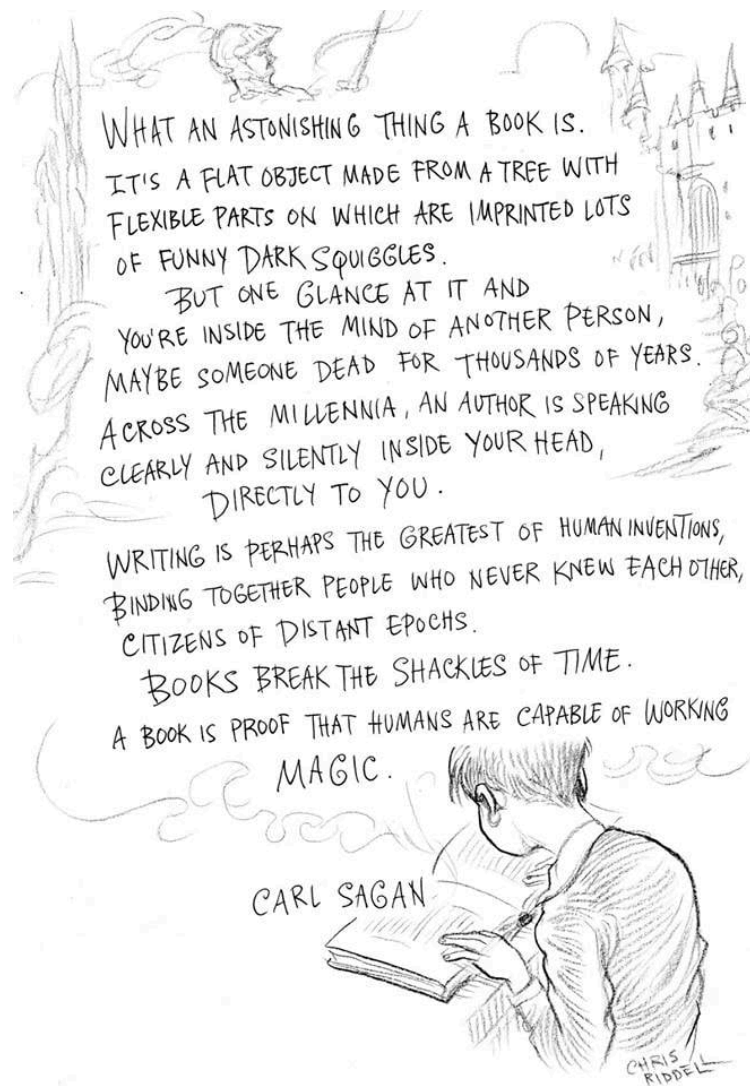 WHAT AN ASTONISHING THING A BOOK IS.
IT'S A FLAT OBJECT MADE FROM A TREE WITH
FLEXIBLE PARTS ON WHICH ARE IMPRINTED LOTS
OF FUNNY DARK SQUIGGLES.
BUT ONE GLANCE AT IT AND
YOU'RE INSIDE THE MIND OF ANOTHER PERSON,
MAYBE SOMEONE DEAD FOR THOUSANDS OF YEARS.
ACROSS THE MILLENNIA, AN AUTHOR IS SPEAKING
CLEARLY AND SILENTLY INSIDE YOUR HEAD,
DIRECTLY TO YOU.
WRITING IS PERHAPS THE GREATEST OF HUMAN INVENTIONS,
BINDING TOGETHER PEOPLE WHO NEVER KNEW EACH OTHER,
CITIZENS OF DISTANT EPOCHS.
BOOKS BREAK THE SHACKLES OF TIME.
A BOOK IS PROOF THAT HUMANS ARE CAPABLE OF WORKING
MAGIC.
CARL SAGAN
CHRIS
RIDDELL